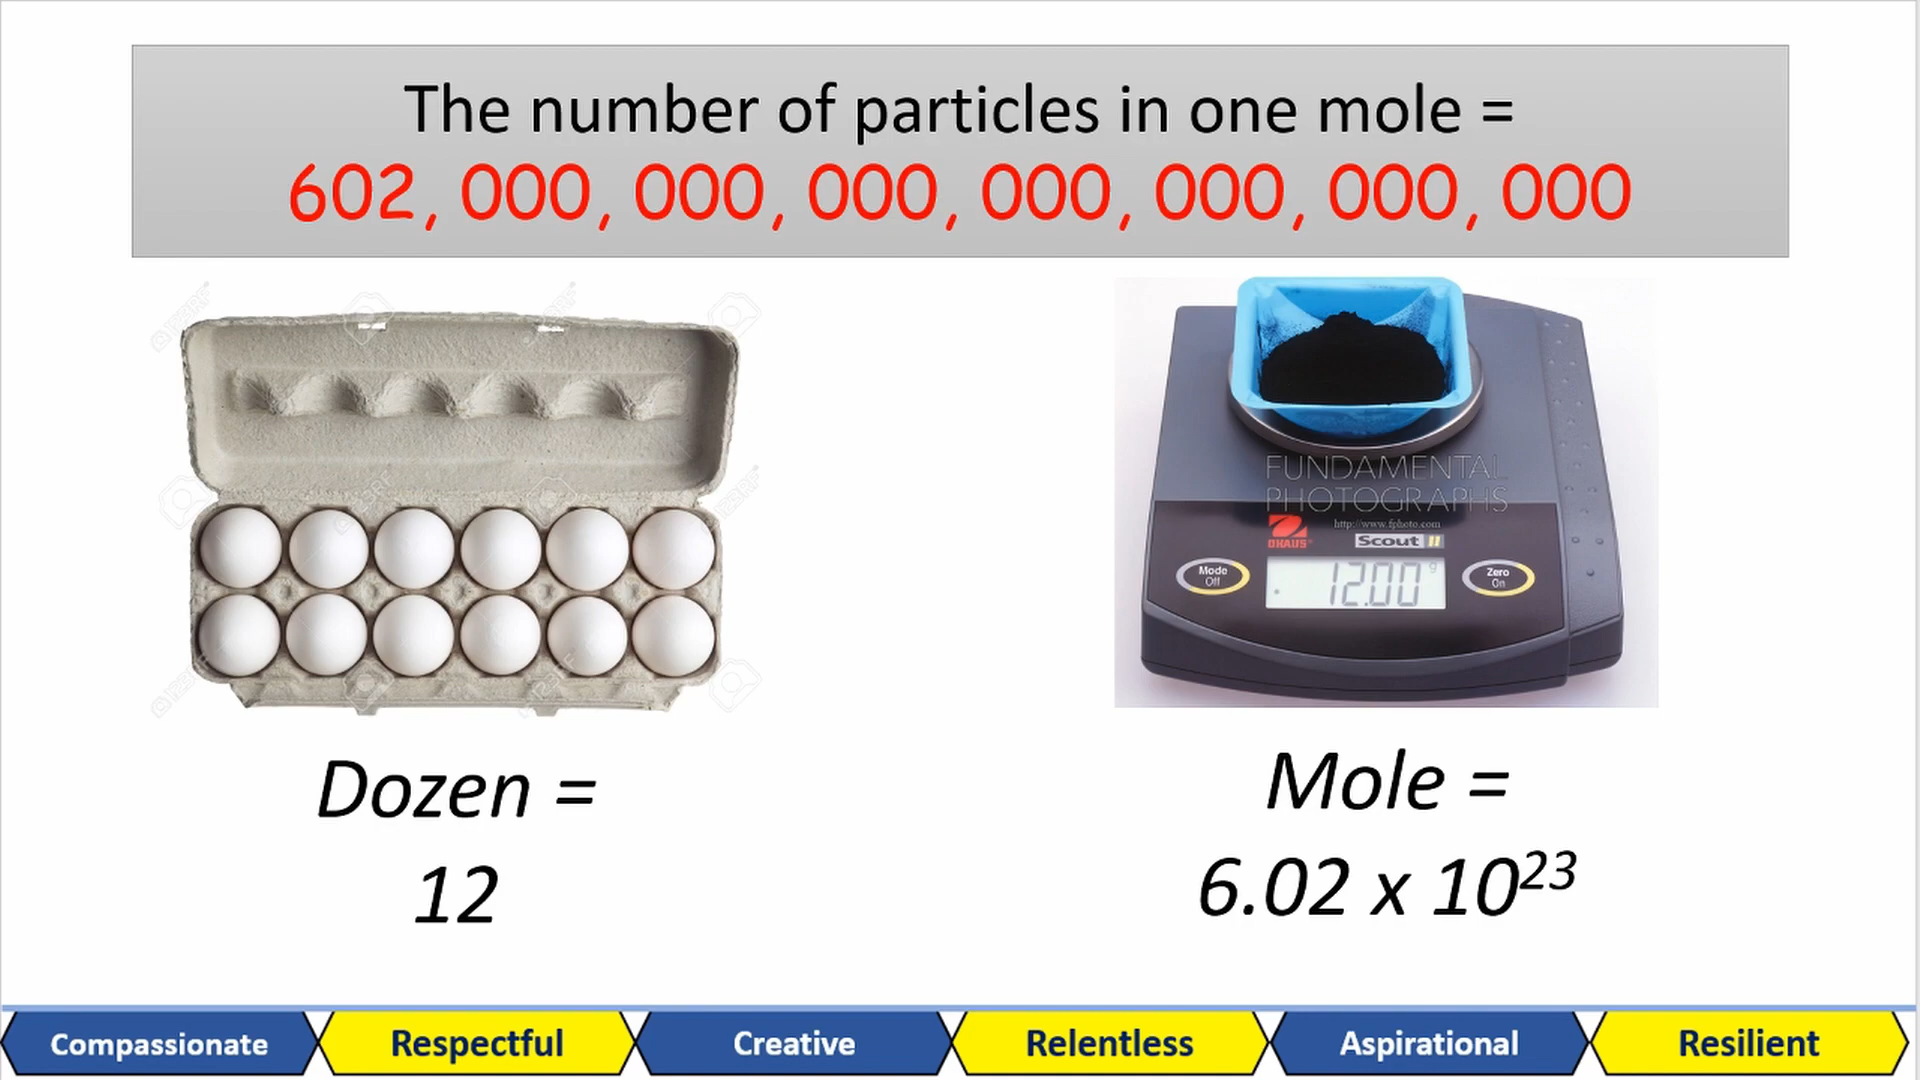 The number of particles in one mole =
602, 000, 000, 000, 000, 000, 000, 000
FUNDAMENTAL
PHOTOGRAPHS
http://www.fphoto.com
OHAUS
Scout II
Mode
Off
12.00 g
Zero
On
Dozen =
12
Mole =
6.02 x 10²³
Compassionate
Respectful
Creative
Relentless
Aspirational
Resilient